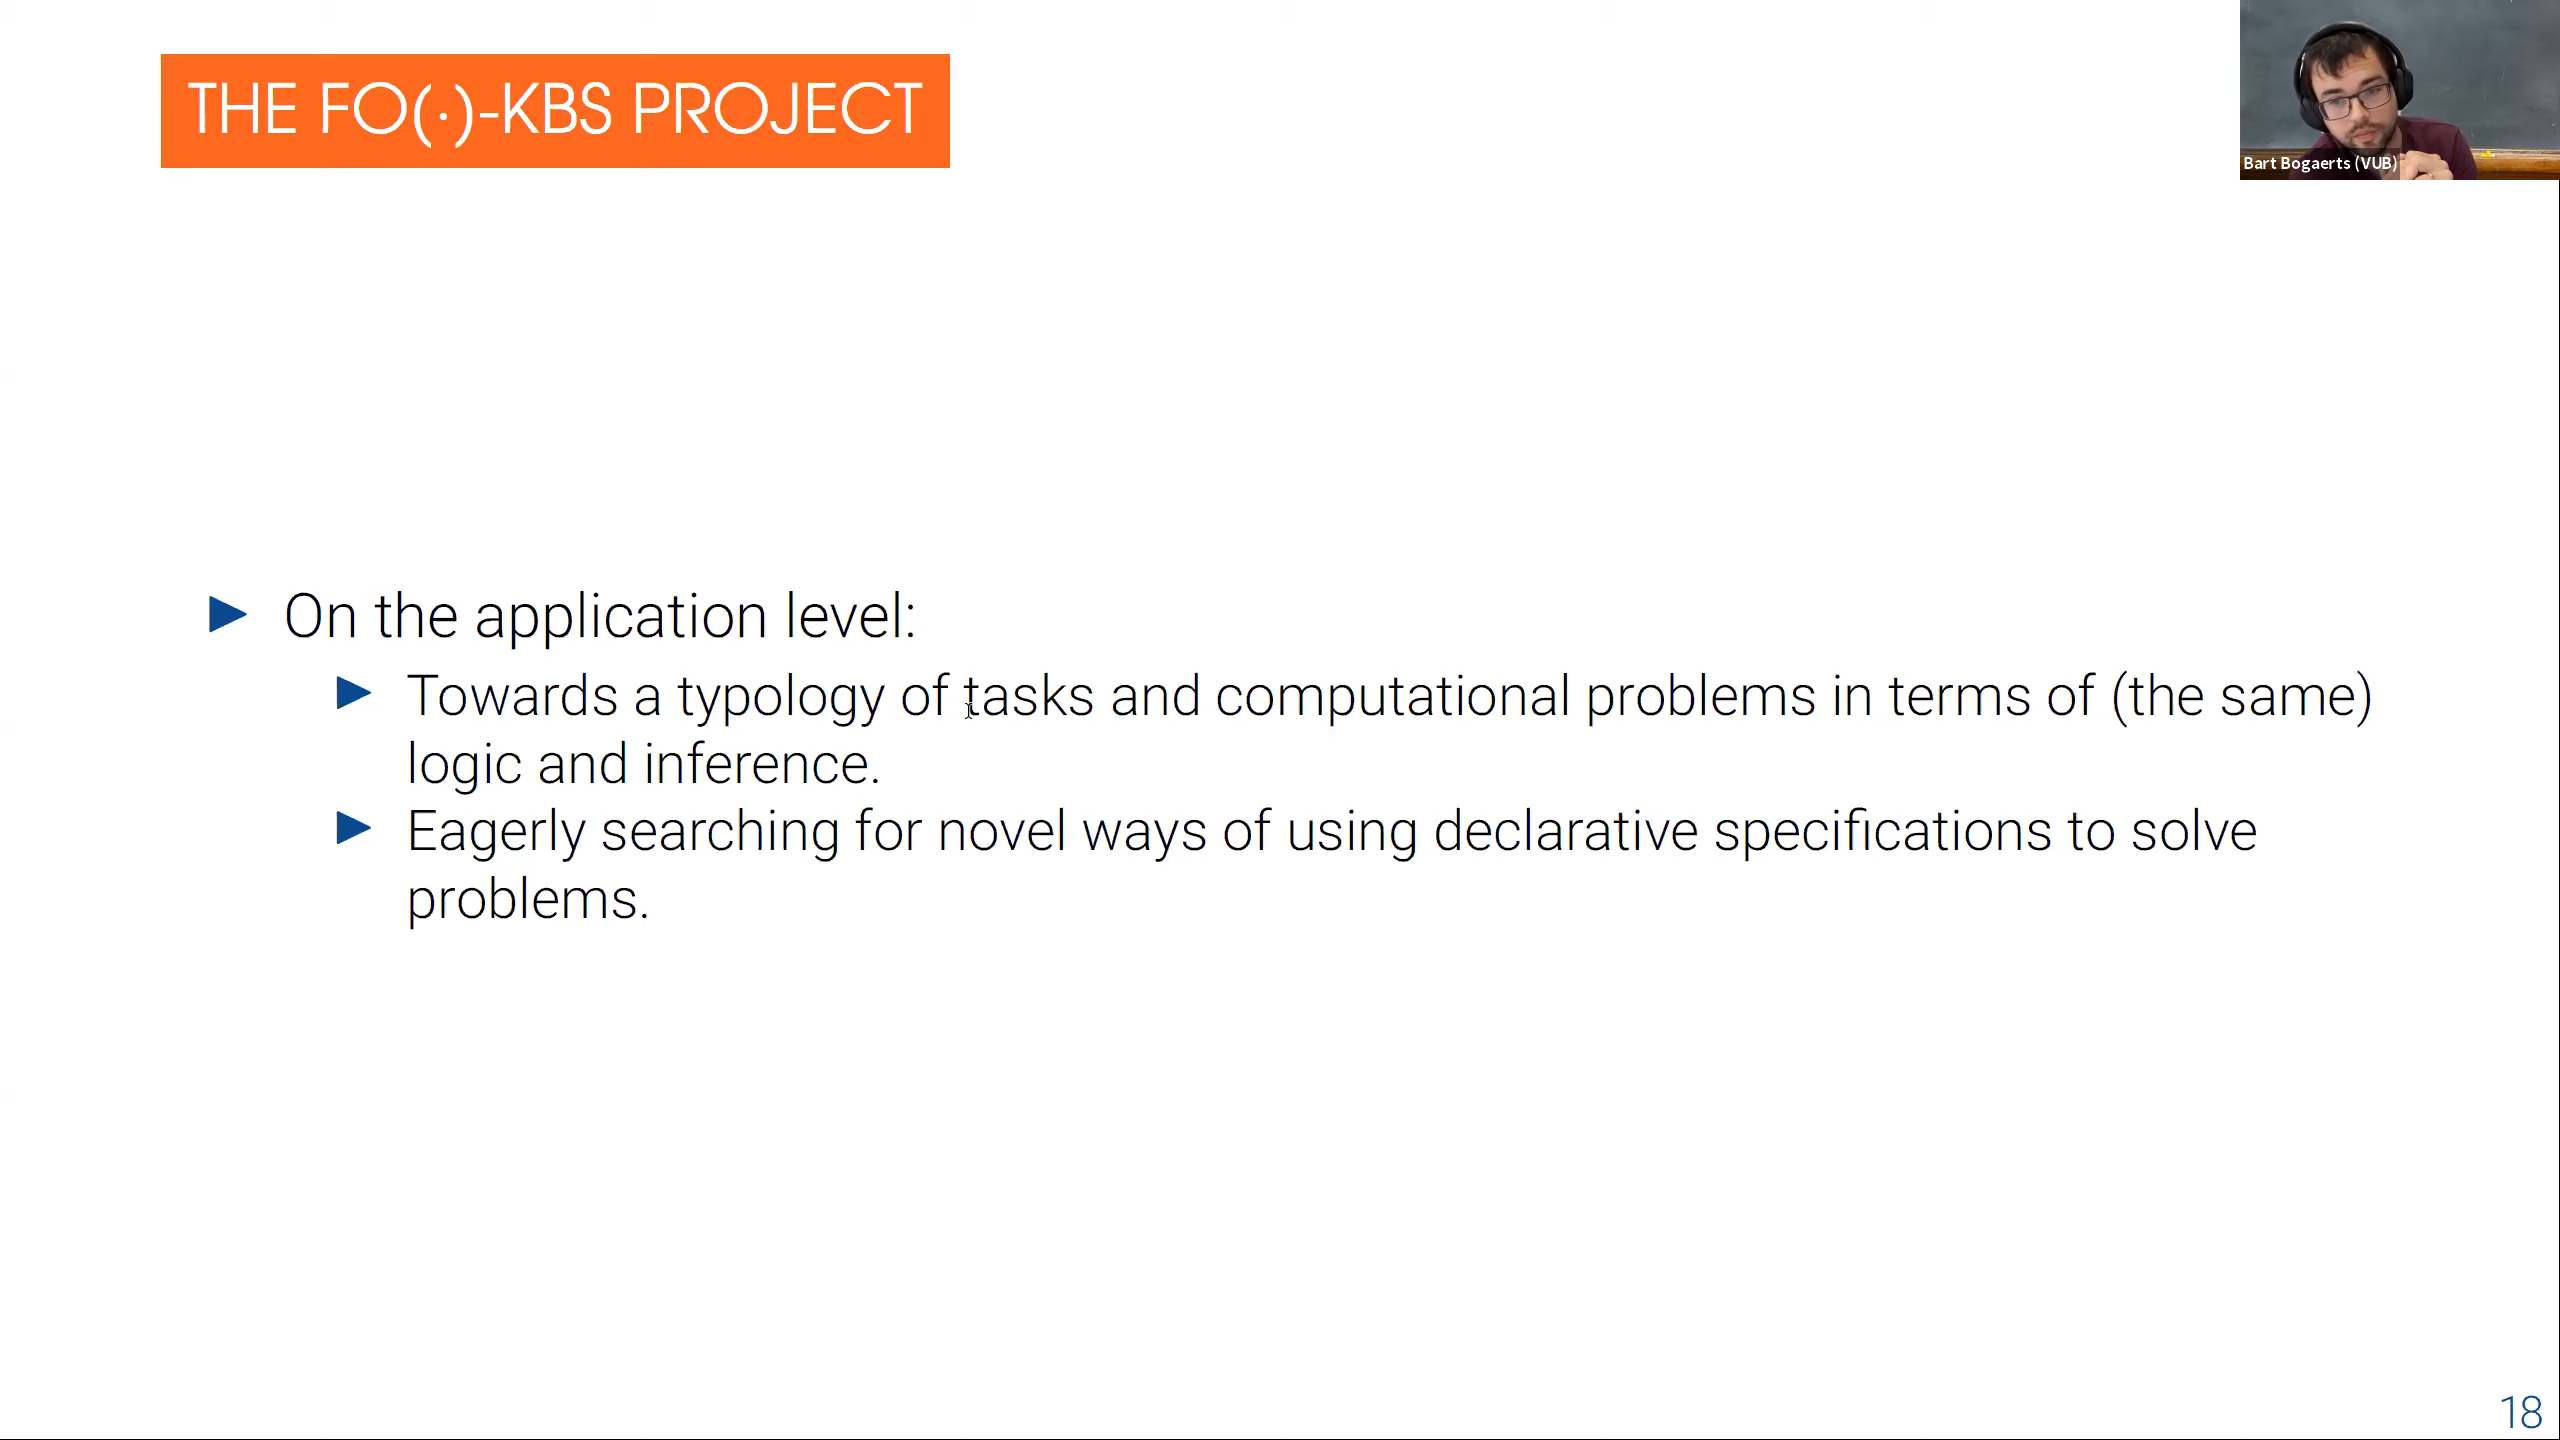 THE FO(·)-KBS PROJECT
Bart Bogaerts (VUB)
► On the application level:
► Towards a typology of tasks and computational problems in terms of (the same)
logic and inference.
► Eagerly searching for novel ways of using declarative specifications to solve
problems.
18